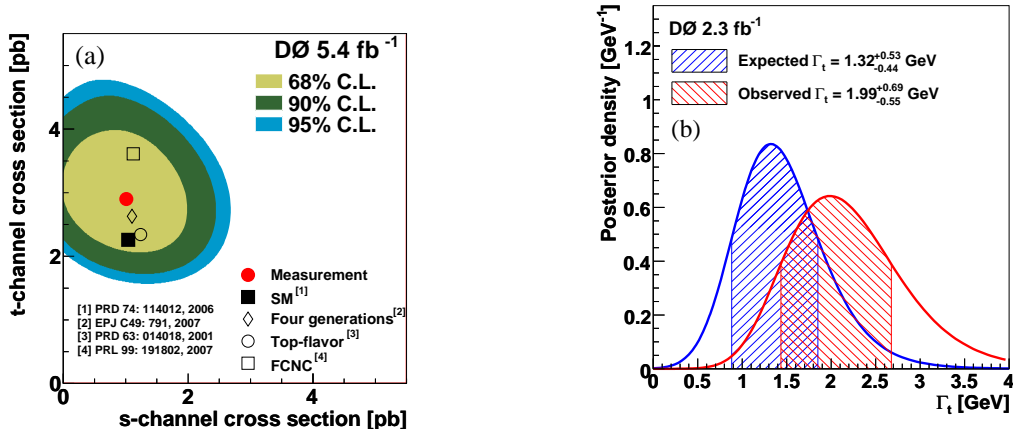 (a)
DØ 5.4 fb -1
68% C.L.
90% C.L.
95% C.L.
t-channel cross section [pb]
4
2
0
Measurement
SM[1]
Four generations[2]
Top-flavor[3]
FCNC[4]
[1] PRD 74: 114012, 2006
[2] EPJ C49: 791, 2007
[3] PRD 63: 014018, 2001
[4] PRL 99: 191802, 2007
0 2 4
s-channel cross section [pb]
DØ 2.3 fb-1
Expected Γt = 1.32+0.53-0.44 GeV
Observed Γt = 1.99+0.69-0.55 GeV
(b)
Posterior density [GeV-1]
1.2
1
0.8
0.6
0.4
0.2
0
0 0.5 1 1.5 2 2.5 3 3.5 4
Γt [GeV]